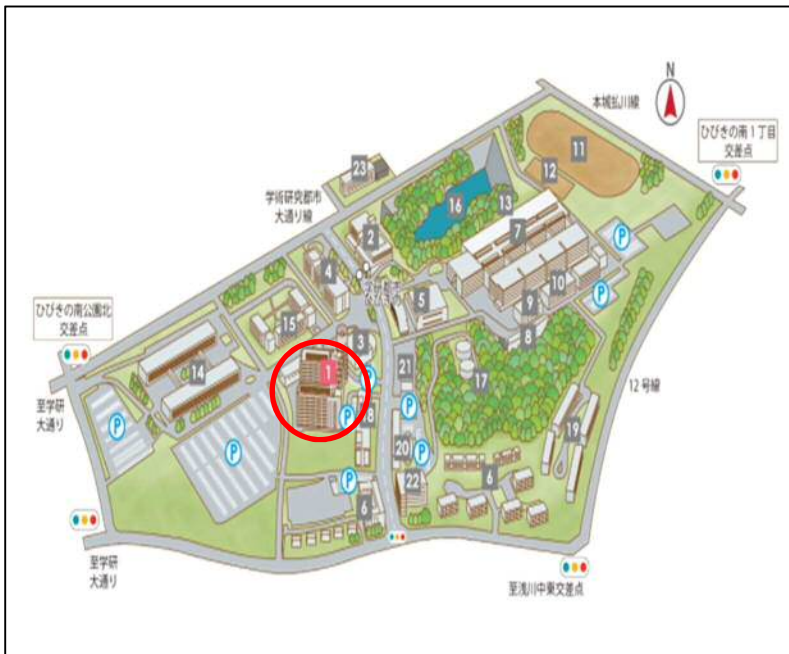 N
本城払川線
ひびきの南1丁目
交差点
11
12
23
学術研究都市
大通り線
16
13
2
7
P
4
10
P
5
9
ひびきの南公園北
交差点
15
3
8
14
1
P
21
17
12号線
至学研
大通り
P
P
P
P
18
20
P
19
22
6
P
6
至学研
大通り
至浅川中東交差点